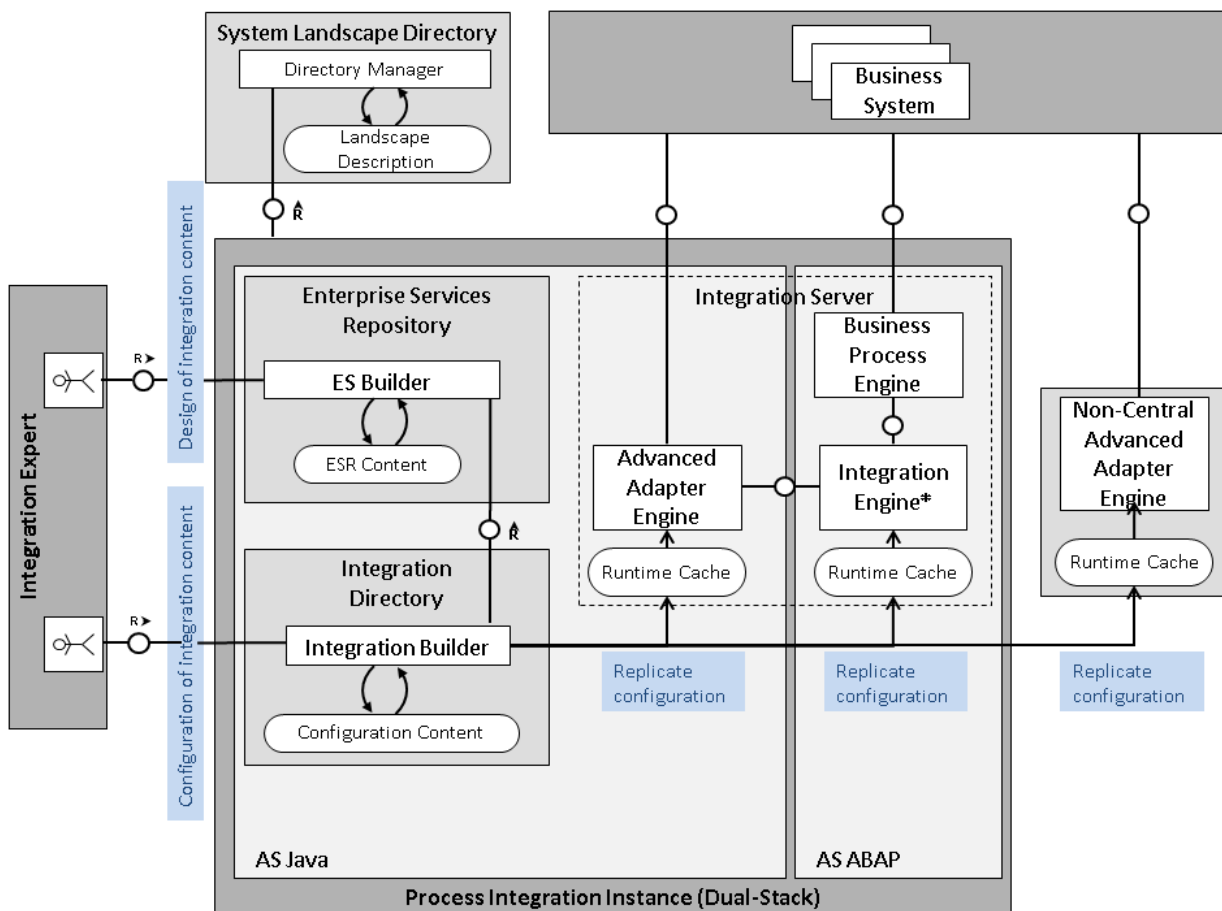 System Landscape Directory
Directory Manager
Landscape
Description
Business
System
R
Design of integration content
Integration Expert
R
Enterprise Services
Repository
ES Builder
ESR Content
Integration Server
Business
Process
Engine
Advanced
Adapter
Engine
Integration
Engine*
Non-Central
Advanced
Adapter
Engine
R
Runtime Cache
Runtime Cache
Runtime Cache
Configuration of integration content
R
Integration
Directory
Integration Builder
Configuration Content
Replicate
configuration
Replicate
configuration
Replicate
configuration
AS Java
AS ABAP
Process Integration Instance (Dual-Stack)